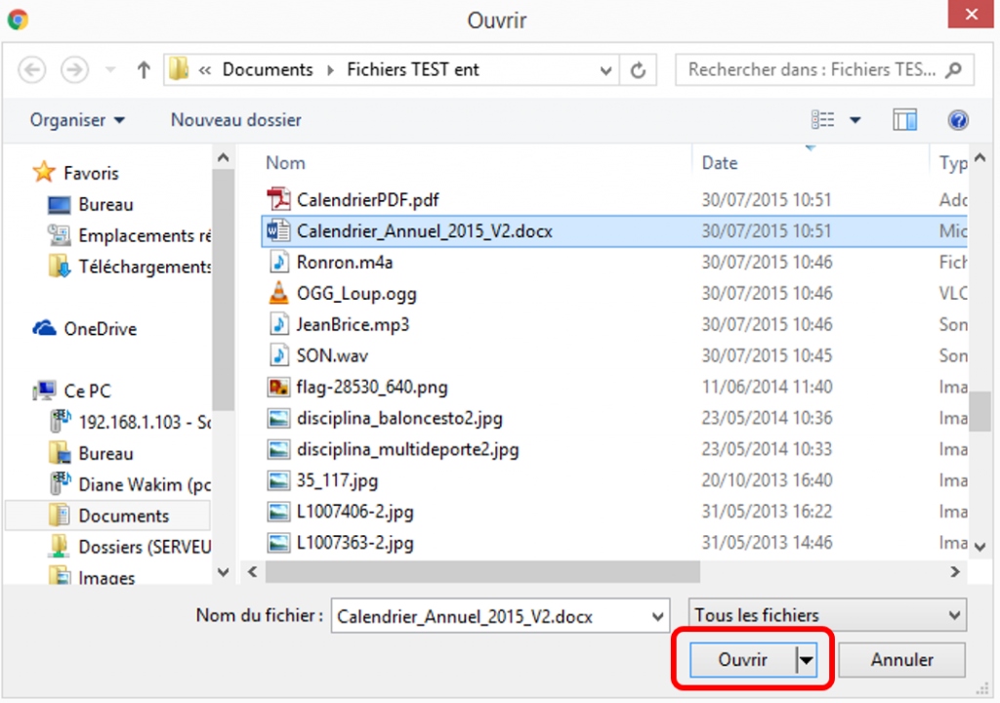 Ouvrir
« Documents Fichiers TEST ent
Rechercher dans : Fichiers TES...
Organiser Nouveau dossier
Favoris
Bureau
Emplacements ré
Téléchargements
OneDrive
Ce PC
192.168.1.103 - Sc
Bureau
Diane Wakim (pc
Documents
Dossiers (SERVEU
Images
Nom Date Typ
CalendrierPDF.pdf 30/07/2015 10:51 Adc
Calendrier_Annuel_2015_V2.docx 30/07/2015 10:51 Mic
Ronron.m4a 30/07/2015 10:46 Fich
OGG_Loup.ogg 30/07/2015 10:46 VLC
JeanBrice.mp3 30/07/2015 10:46 Son
SON.wav 30/07/2015 10:45 Son
flag-28530_640.png 11/06/2014 11:40 Ima
disciplina_baloncesto2.jpg 23/05/2014 10:36 Ima
disciplina_multideporte2.jpg 23/05/2014 10:33 Ima
35_117.jpg 20/10/2013 16:40 Ima
L1007406-2.jpg 31/05/2013 16:22 Ima
L1007363-2.jpg 31/05/2013 14:46 Ima
Nom du fichier : Calendrier_Annuel_2015_V2.docx Tous les fichiers
Ouvrir Annuler